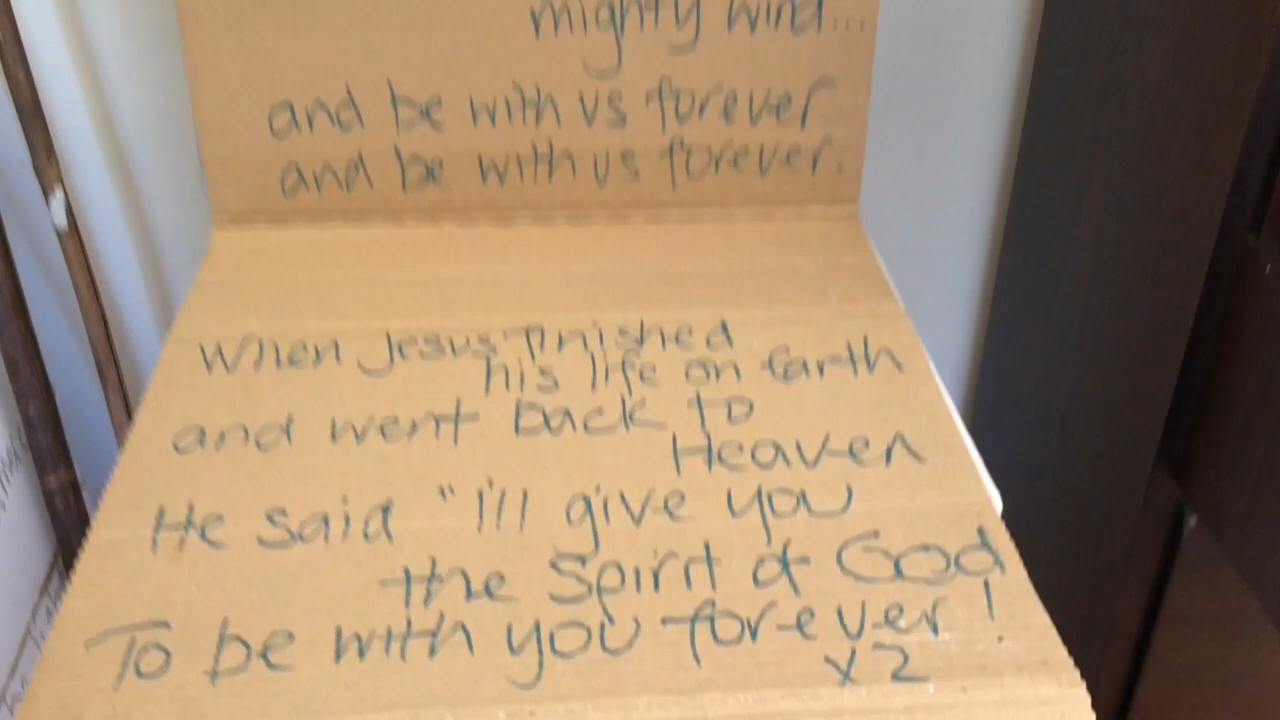 mighty wind...
and be with us forever
and be with us forever.
When Jesus finished
his life on Earth
and went back to
Heaven
He said "I'll give you
the Spirit of God
To be with you forever!
x2